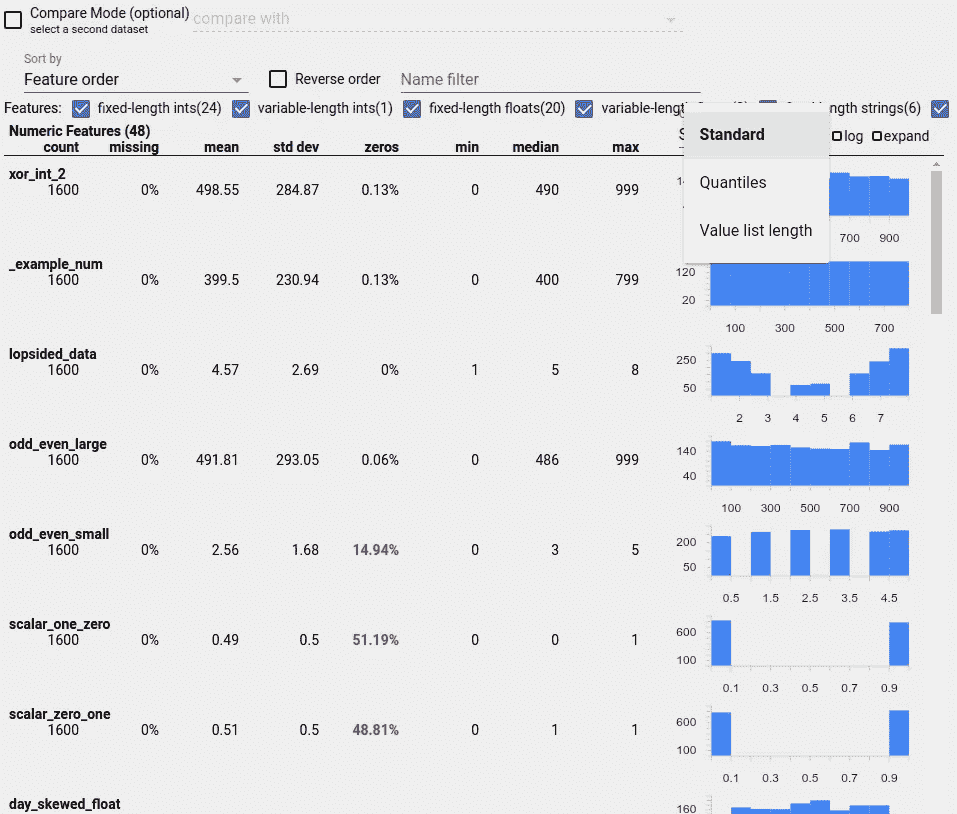 Compare Mode (optional)
select a second dataset
compare with
Sort by
Feature order
Reverse order
Name filter
Features: fixed-length ints(24) variable-length ints(1) fixed-length floats(20) strings(6)
Numeric Features (48)
count missing mean std dev zeros min median max
Standard
Quantiles
Value list length
log expand
xor_int_2
1600 0% 498.55 284.87 0.13% 0 490 999
700 900
_example_num
1600 0% 399.5 230.94 0.13% 0 400 799
120
20
100 300 500 700
lopsided_data
1600 0% 4.57 2.69 0% 1 5 8
250
50
2 3 4 5 6 7
odd_even_large
1600 0% 491.81 293.05 0.06% 0 486 999
140
40
100 300 500 700 900
odd_even_small
1600 0% 2.56 1.68 14.94% 0 3 5
200
50
0.5 1.5 2.5 3.5 4.5
scalar_one_zero
1600 0% 0.49 0.5 51.19% 0 0 1
600
100
0.1 0.3 0.5 0.7 0.9
scalar_zero_one
1600 0% 0.51 0.5 48.81% 0 1 1
600
100
0.1 0.3 0.5 0.7 0.9
day_skewed_float
160